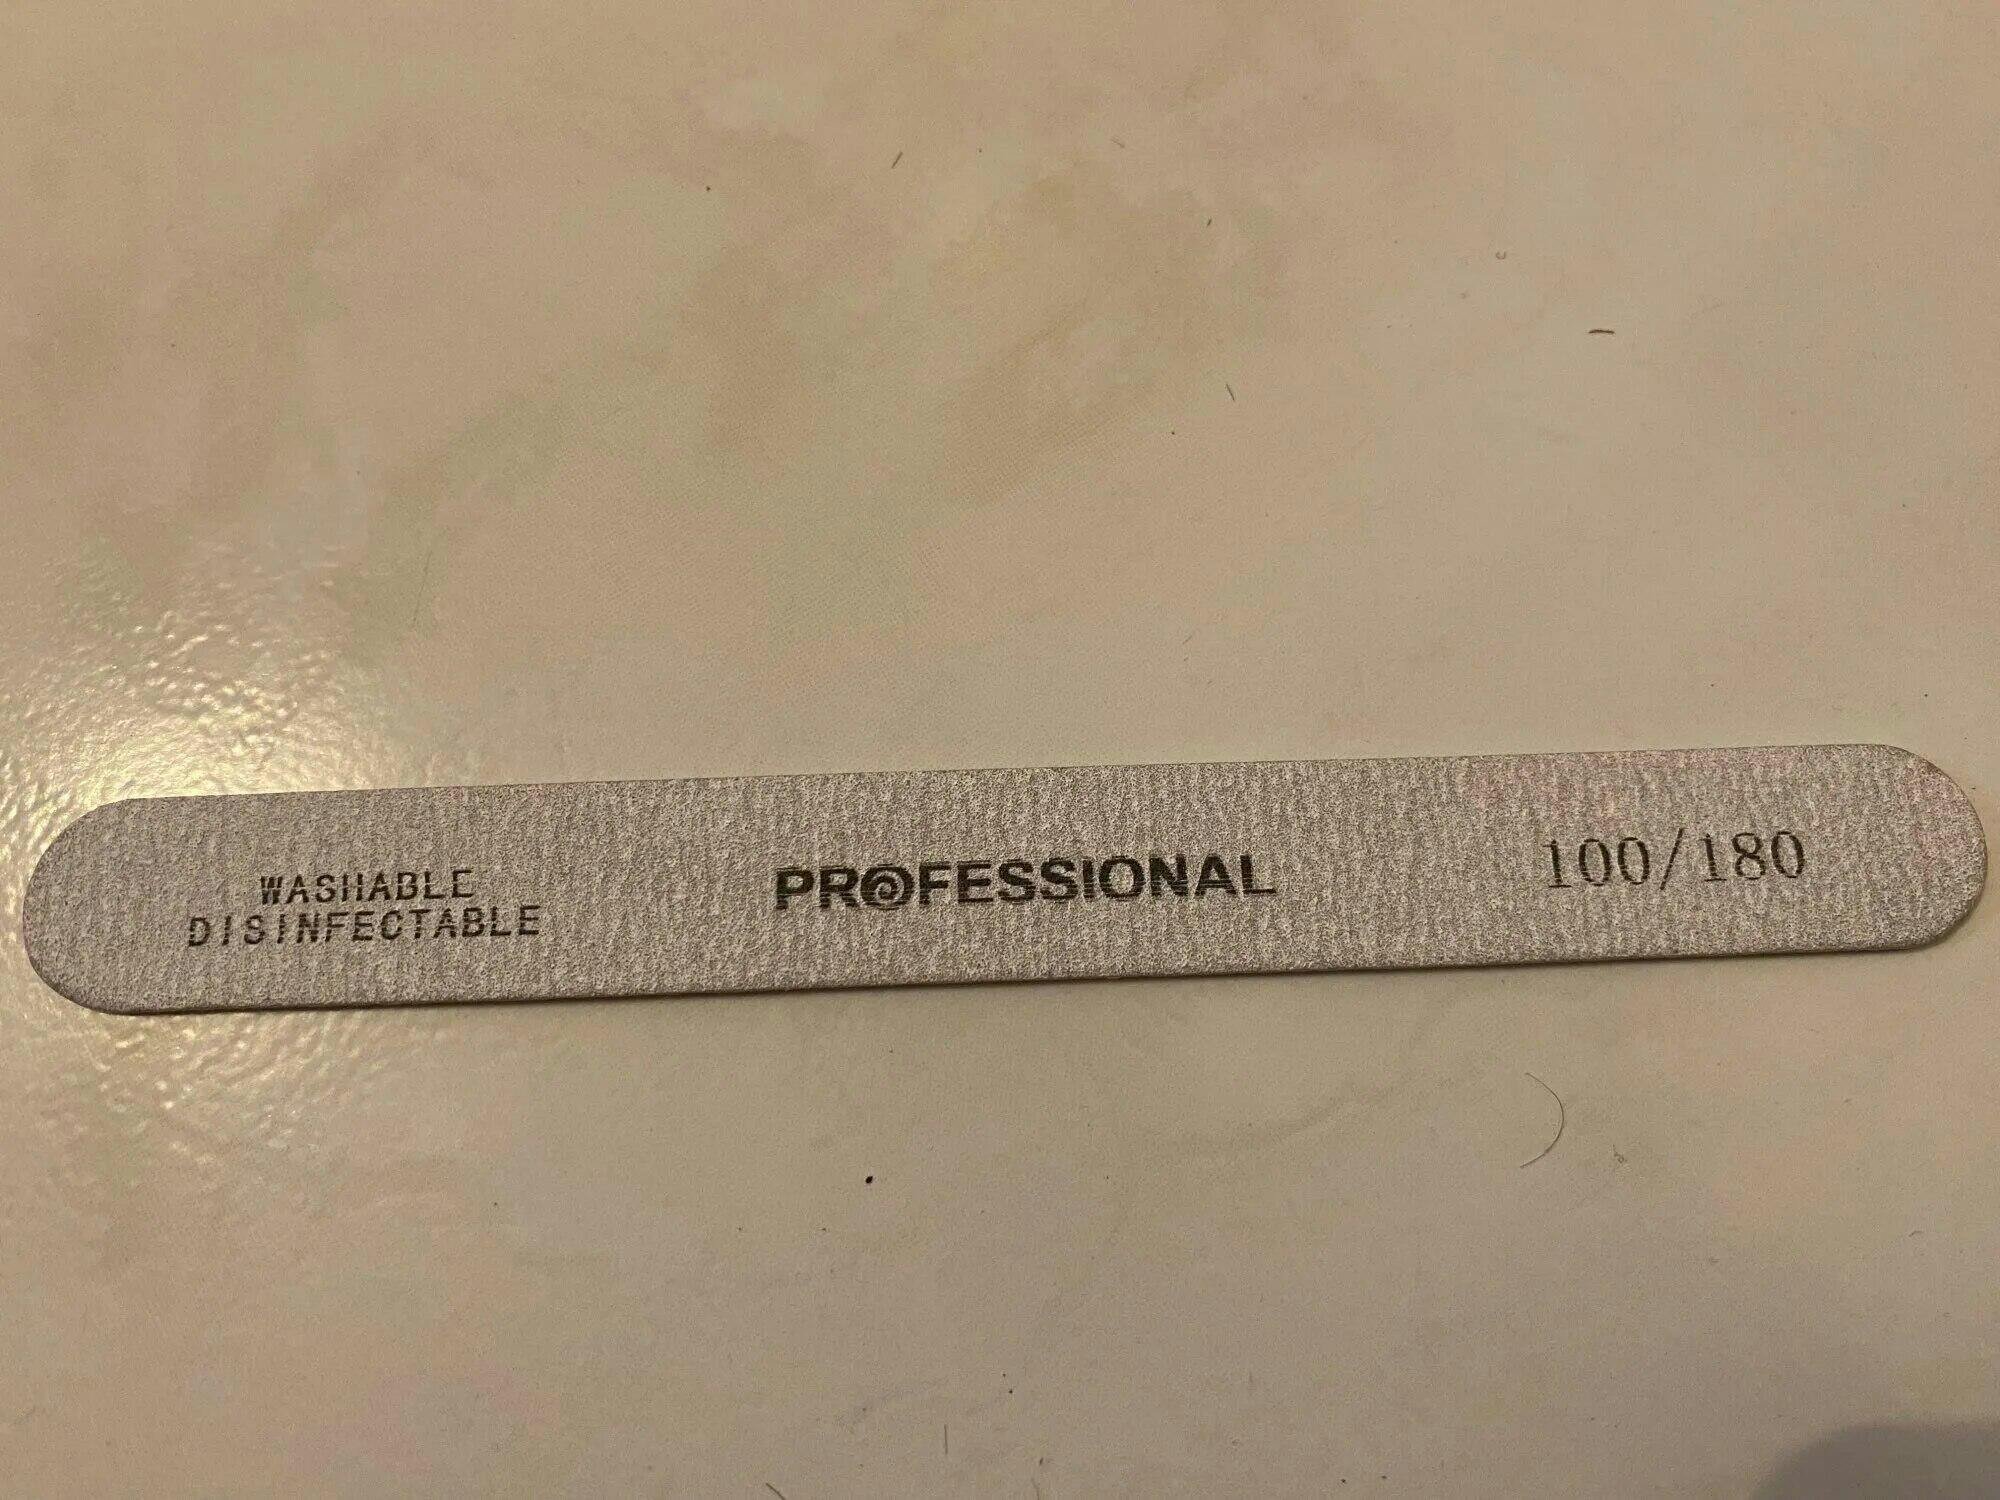 WASHABLE
DISINFECTABLE
PROFESSIONAL
100/180